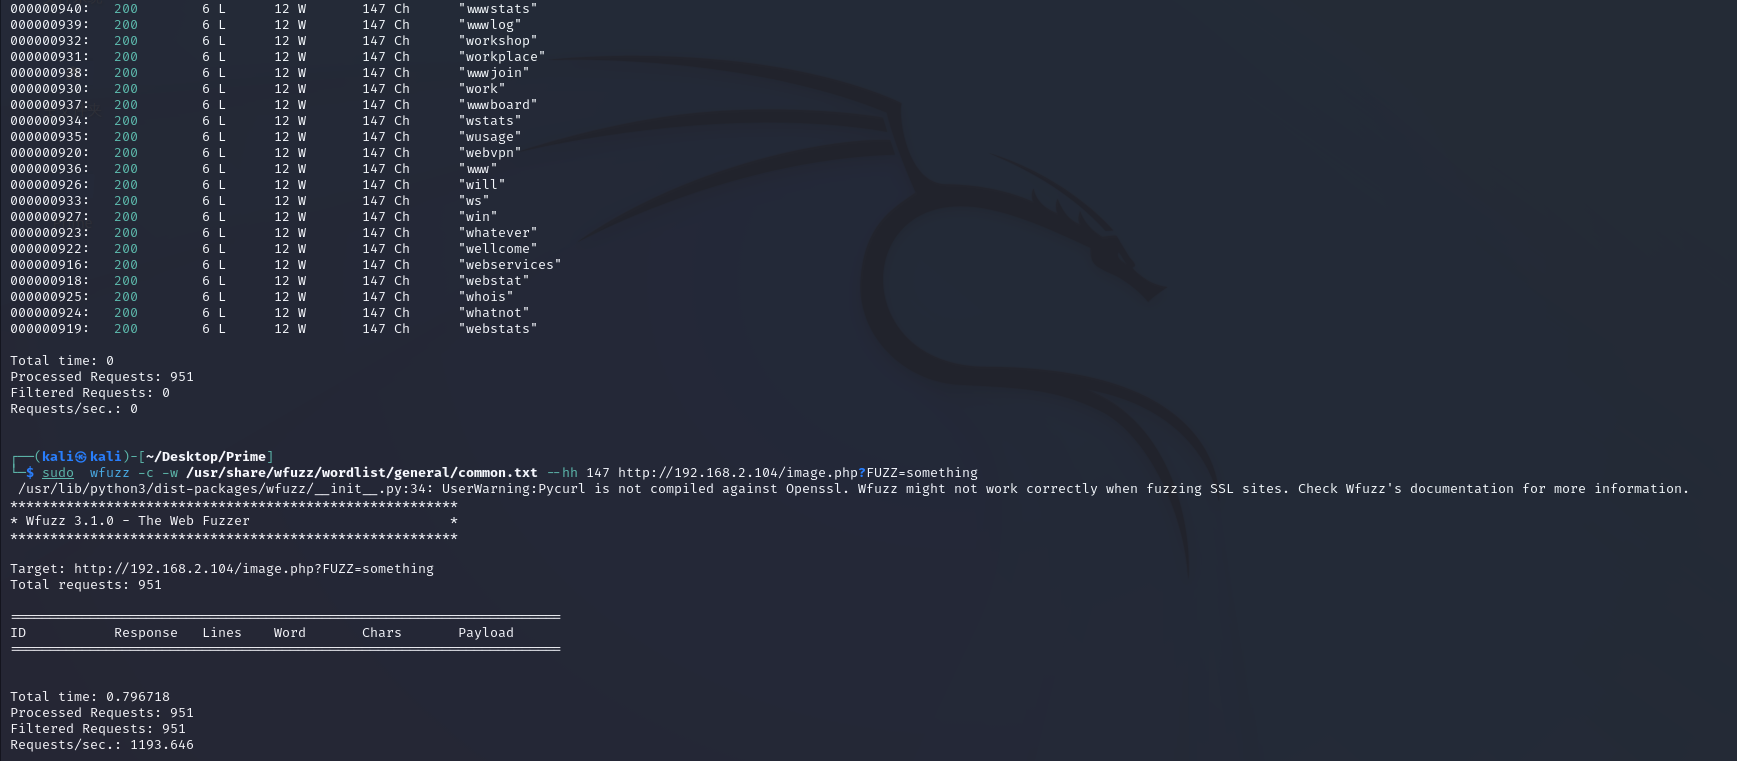 000000940:   200        6 L      12 W       147 Ch      "wwwstats"
000000939:   200        6 L      12 W       147 Ch      "wwwlog"
000000932:   200        6 L      12 W       147 Ch      "workshop"
000000931:   200        6 L      12 W       147 Ch      "workplace"
000000938:   200        6 L      12 W       147 Ch      "wwwjoin"
000000930:   200        6 L      12 W       147 Ch      "work"
000000937:   200        6 L      12 W       147 Ch      "wwwboard"
000000934:   200        6 L      12 W       147 Ch      "wstats"
000000935:   200        6 L      12 W       147 Ch      "wusage"
000000920:   200        6 L      12 W       147 Ch      "webvpn"
000000936:   200        6 L      12 W       147 Ch      "www"
000000926:   200        6 L      12 W       147 Ch      "will"
000000933:   200        6 L      12 W       147 Ch      "ws"
000000927:   200        6 L      12 W       147 Ch      "win"
000000923:   200        6 L      12 W       147 Ch      "whatever"
000000922:   200        6 L      12 W       147 Ch      "wellcome"
000000916:   200        6 L      12 W       147 Ch      "webservices"
000000918:   200        6 L      12 W       147 Ch      "webstat"
000000925:   200        6 L      12 W       147 Ch      "whois"
000000924:   200        6 L      12 W       147 Ch      "whatnot"
000000919:   200        6 L      12 W       147 Ch      "webstats"
Total time: 0
Processed Requests: 951
Filtered Requests: 0
Requests/sec.: 0
┌──(kali㉿kali)-[~/Desktop/Prime]
└─$ sudo  wfuzz -c -w /usr/share/wfuzz/wordlist/general/common.txt --hh 147 http://192.168.2.104/image.php?FUZZ=something
 /usr/lib/python3/dist-packages/wfuzz/__init__.py:34: UserWarning:Pycurl is not compiled against Openssl. Wfuzz might not work correctly when fuzzing SSL sites. Check Wfuzz's documentation for more information.
********************************************************
* Wfuzz 3.1.0 - The Web Fuzzer                         *
********************************************************
Target: http://192.168.2.104/image.php?FUZZ=something
Total requests: 951
=====================================================================
ID           Response   Lines    Word       Chars       Payload
=====================================================================
Total time: 0.796718
Processed Requests: 951
Filtered Requests: 951
Requests/sec.: 1193.646